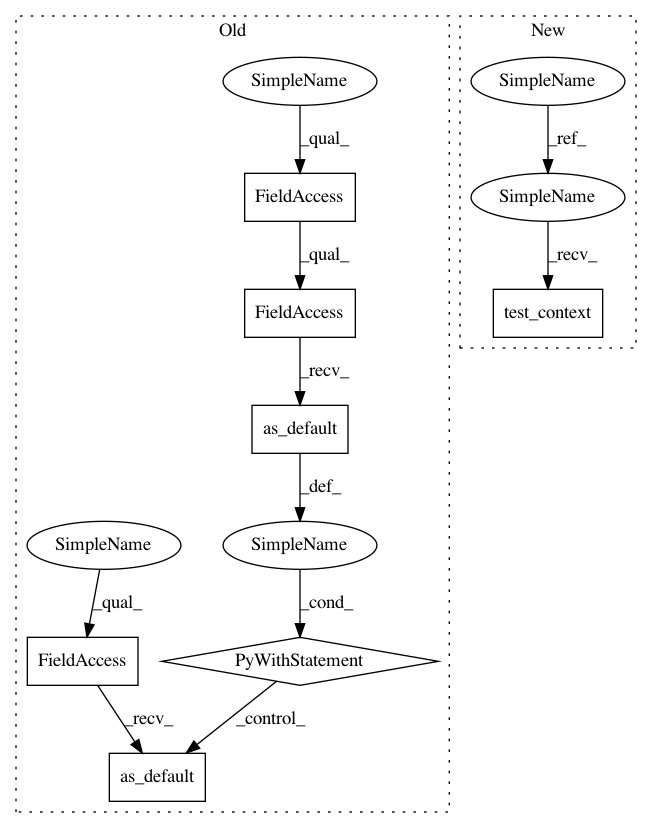 Old
New
SimpleName
SimpleName
_qual_
_ref_
FieldAccess
SimpleName
_qual_
_recv_
FieldAccess
test_context
_recv_
as_default
_def_
SimpleName
SimpleName
_qual_
_cond_
FieldAccess
PyWithStatement
_recv_
_control_
as_default